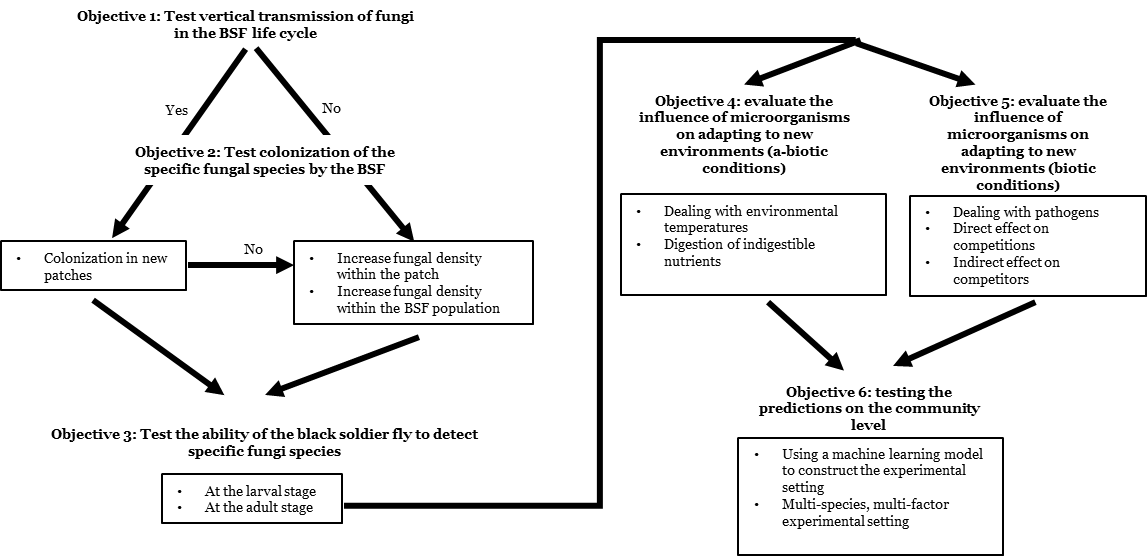 Objective 1: Test vertical transmission of fungi
in the BSF life cycle
Yes
No
Objective 2: Test colonization of the
specific fungal species by the BSF
• Colonization in new
patches
No
• Increase fungal density
within the patch
• Increase fungal density
within the BSF population
Objective 3: Test the ability of the black soldier fly to detect
specific fungi species
• At the larval stage
• At the adult stage
Objective 4: evaluate the
influence of microorganisms
on adapting to new
environments (a-biotic
conditions)
• Dealing with environmental
temperatures
• Digestion of indigestible
nutrients
Objective 5: evaluate the
influence of
microorganisms on
adapting to new
environments (biotic
conditions)
• Dealing with pathogens
• Direct effect on
competitions
• Indirect effect on
competitors
Objective 6: testing the
predictions on the community
level
• Using a machine learning model
to construct the experimental
setting
• Multi-species, multi-factor
experimental setting